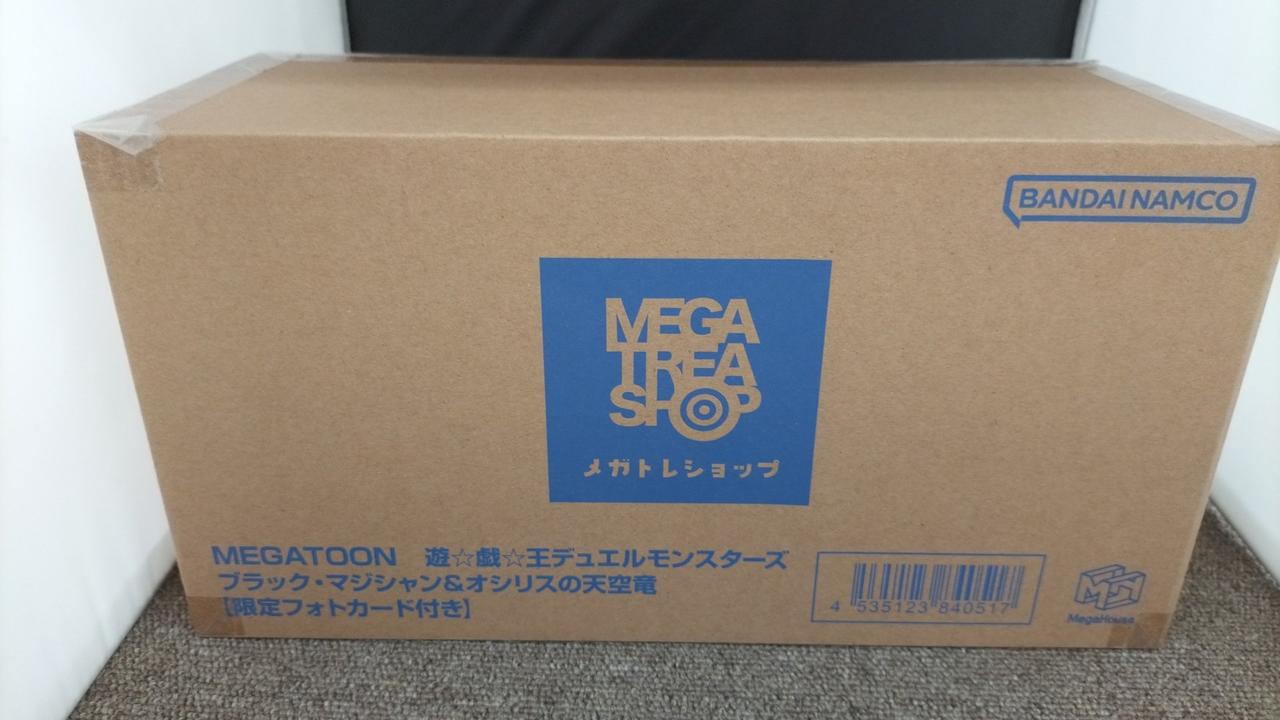 BANDAI NAMCO
MEGA
TREA
SHOP
メガトレショップ
MEGATOON 遊☆戯☆王デュエルモンスターズ
ブラック・マジシャン&オシリスの天空竜
【限定フォトカード付き】
4 535123 840517
MegaHouse